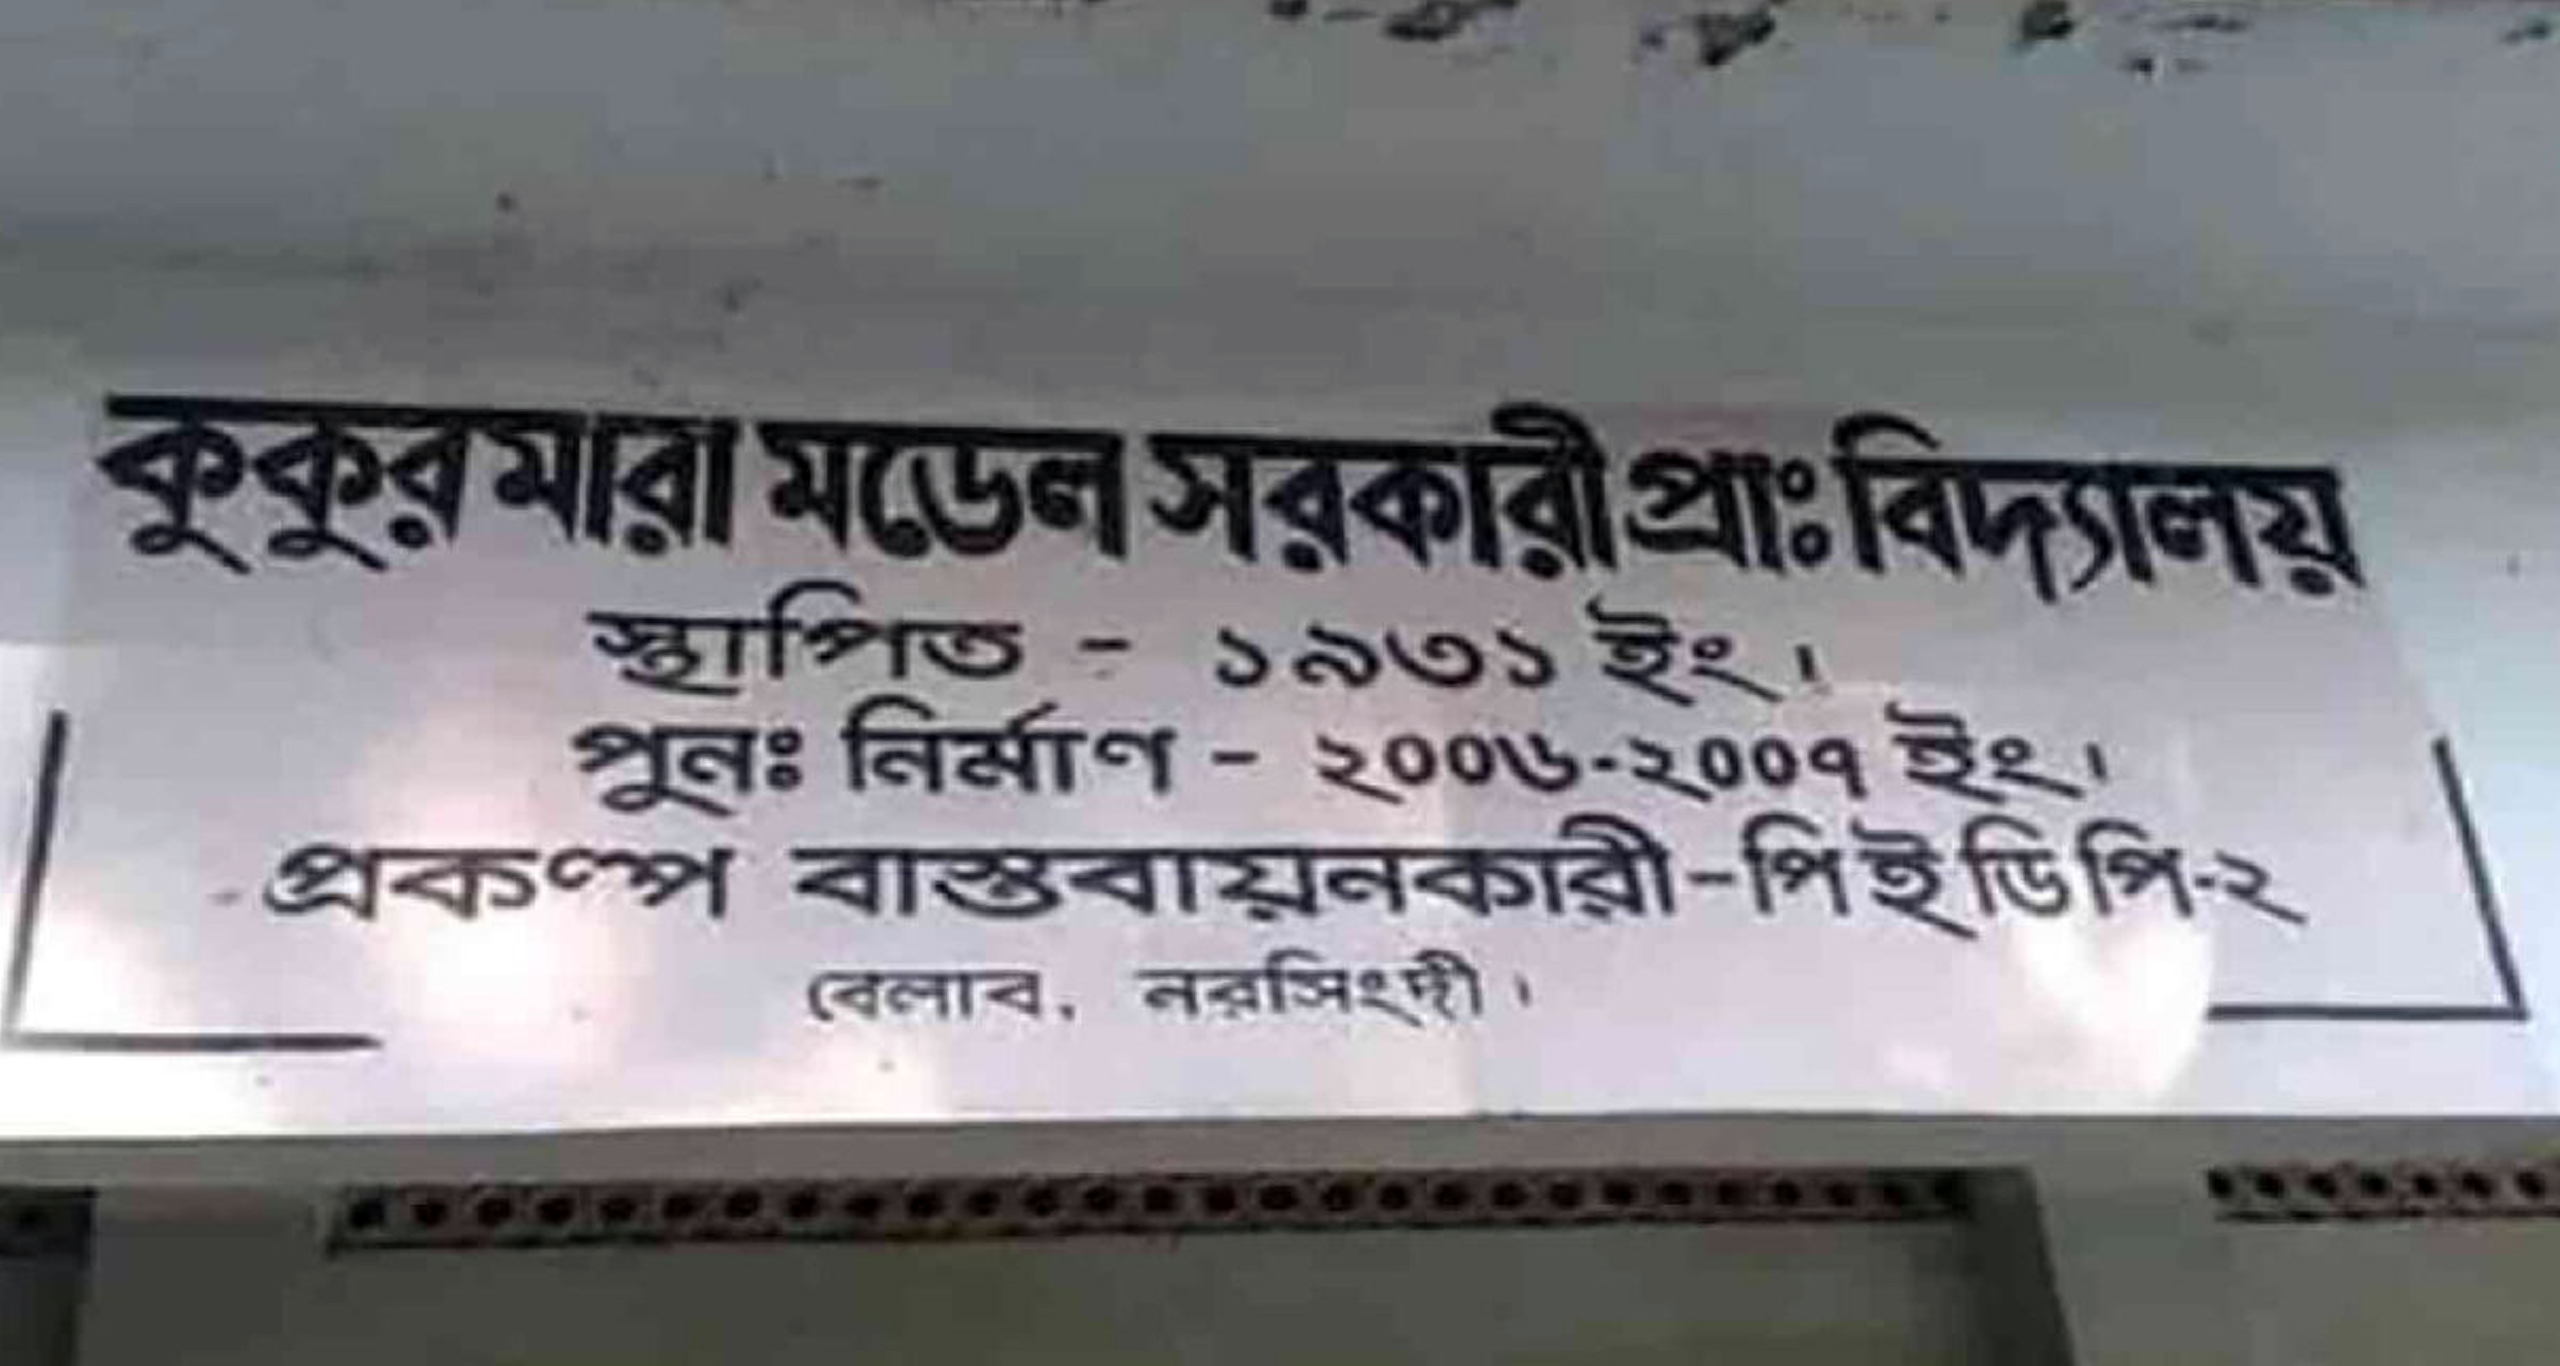 কুকুর মারা মডেল সরকারী প্রাঃ বিদ্যালয়
স্থাপিত - ১৯৩১ ইং।
পুনঃ নির্মাণ - ২০০৬-২০০৭ ইং।
প্রকল্প বাস্তবায়নকারী-পিইডিপি-২
বেলাব, নরসিংদী।